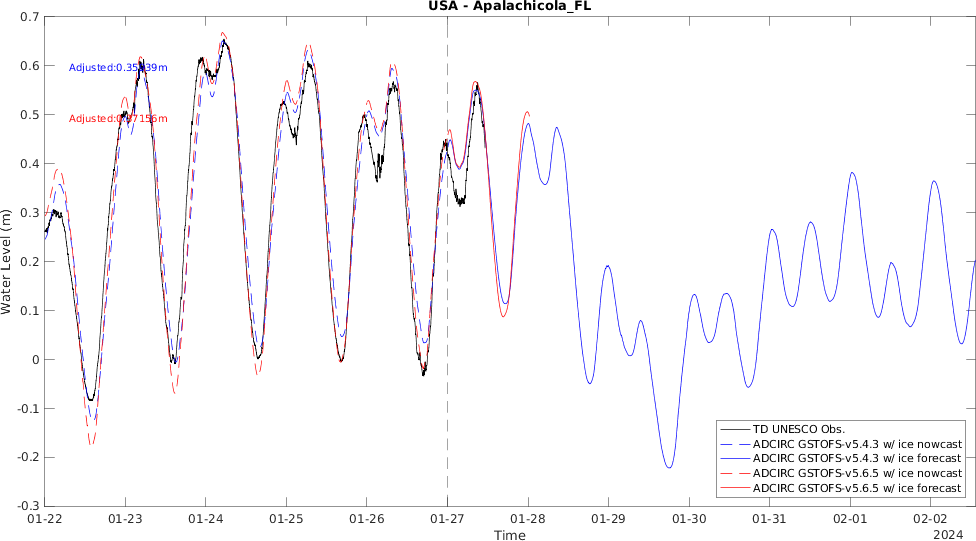 USA - Apalachicola_FL
0.7
0.6
0.5
0.4
0.3
0.2
0.1
0
-0.1
-0.2
-0.3
Water Level (m)
01-22 01-23 01-24 01-25 01-26 01-27 01-28 01-29 01-30 01-31 02-01 02-02
2024
Time
TD UNESCO Obs.
ADCIRC GSTOFS-v5.4.3 w/ ice nowcast
ADCIRC GSTOFS-v5.4.3 w/ ice forecast
ADCIRC GSTOFS-v5.6.5 w/ ice nowcast
ADCIRC GSTOFS-v5.6.5 w/ ice forecast